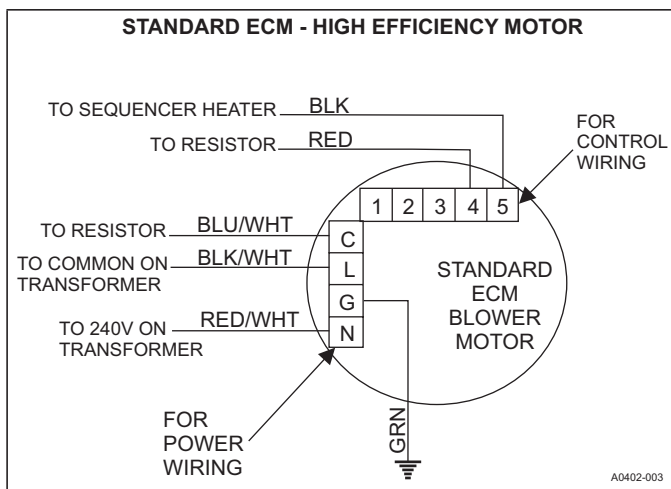 STANDARD ECM - HIGH EFFICIENCY MOTOR
TO SEQUENCER HEATER
BLK
TO RESISTOR
RED
FOR
CONTROL
WIRING
1 2 3 4 5
TO RESISTOR
BLU/WHT
C
TO COMMON ON
TRANSFORMER
BLK/WHT
L
G
TO 240V ON
TRANSFORMER
RED/WHT
N
STANDARD
ECM
BLOWER
MOTOR
FOR
POWER
WIRING
GRN
A0402-003